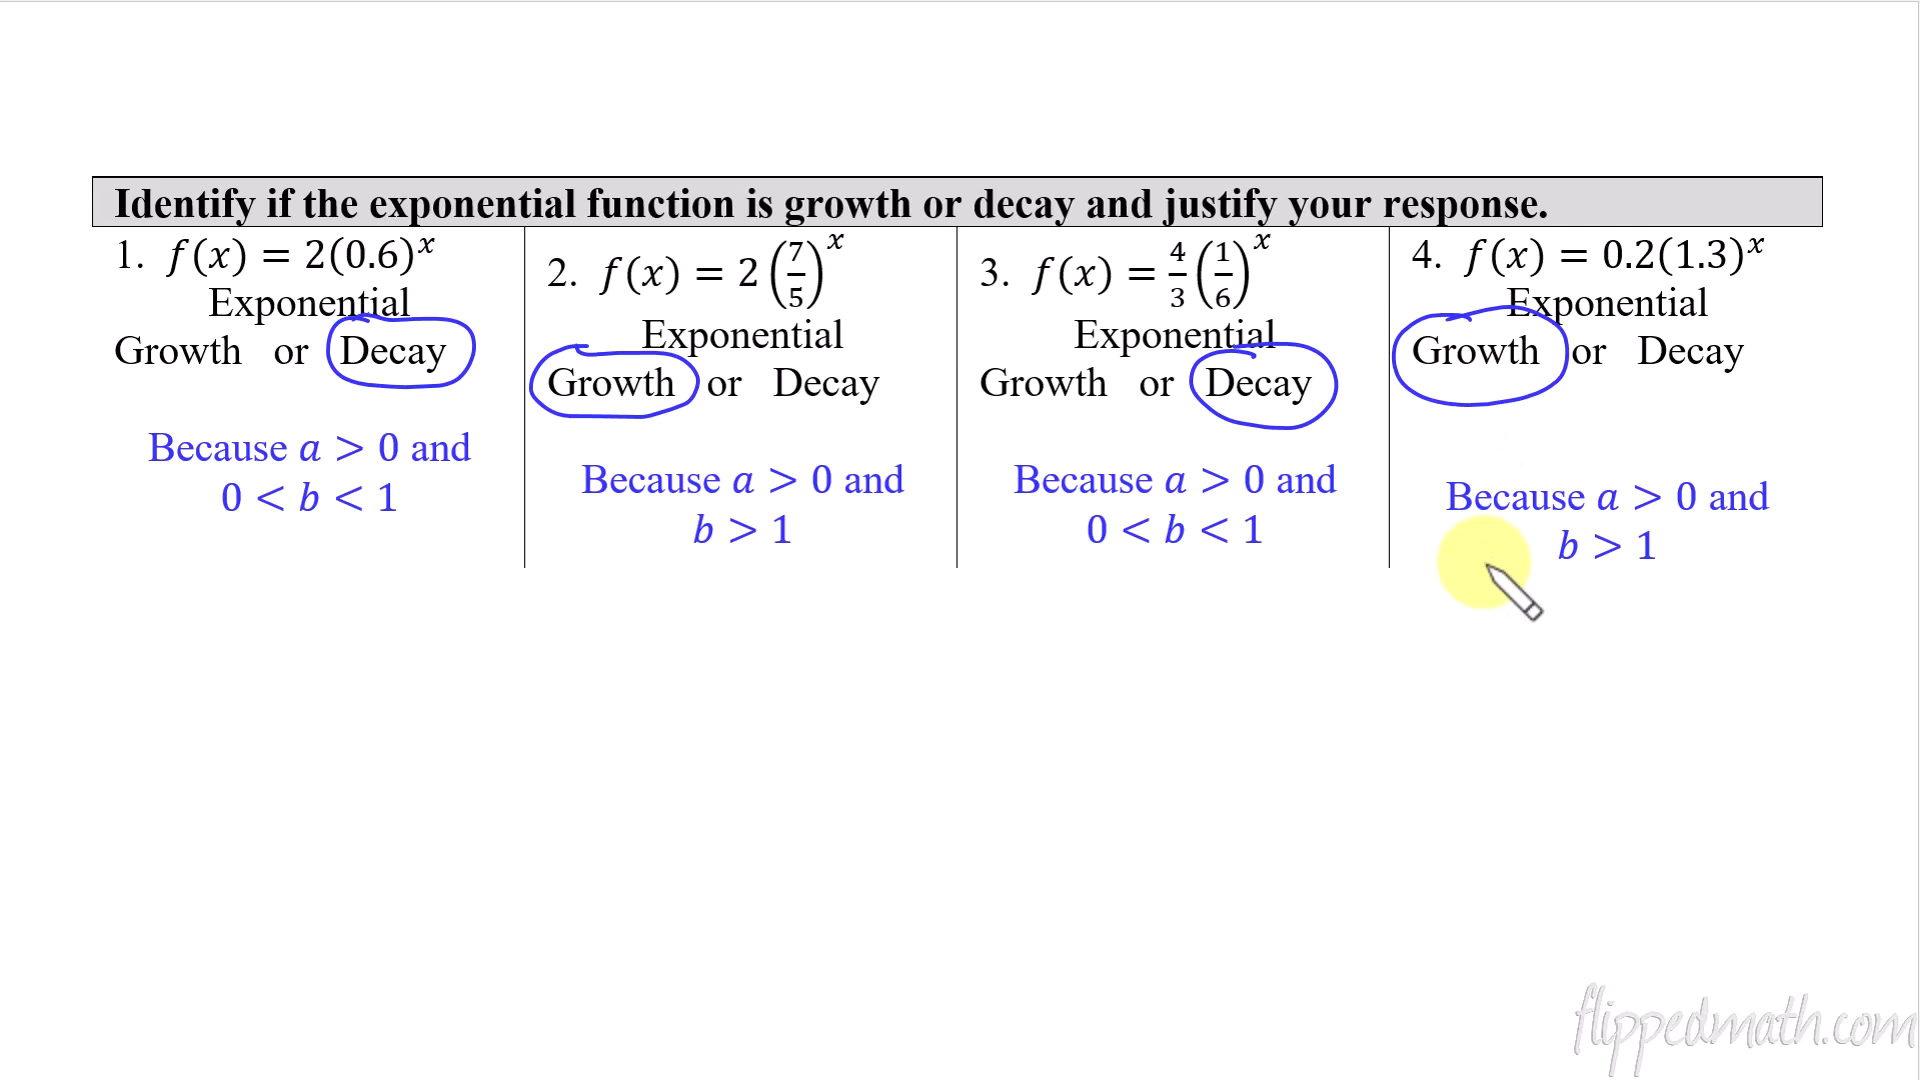 Identify if the exponential function is growth or decay and justify your response.
1. f(x) = 2(0.6)^x
Exponential
Growth or Decay
Because a > 0 and
0 < b < 1
2. f(x) = 2 (7/5)^x
Exponential
Growth or Decay
Because a > 0 and
b > 1
3. f(x) = 4/3 (1/6)^x
Exponential
Growth or Decay
Because a > 0 and
0 < b < 1
4. f(x) = 0.2(1.3)^x
Exponential
Growth or Decay
Because a > 0 and
b > 1
flippedmath.com